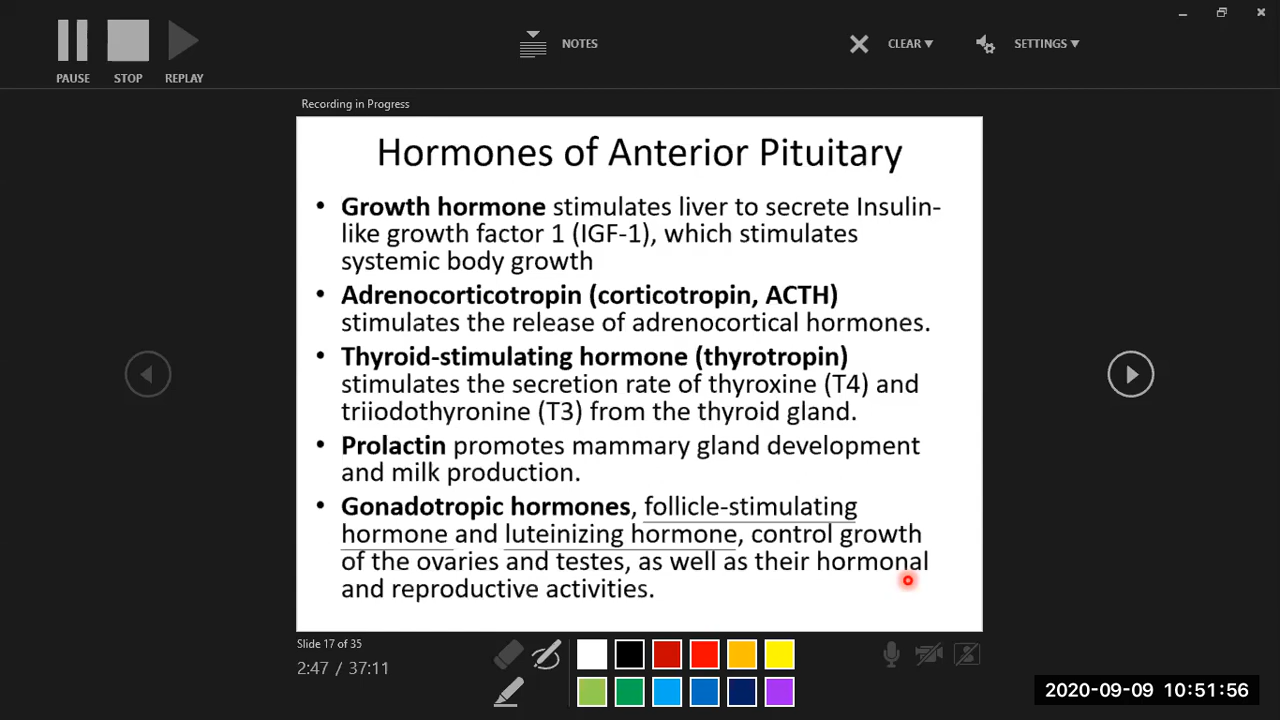 PAUSE STOP REPLAY
NOTES
CLEAR
SETTINGS
Recording in Progress
Hormones of Anterior Pituitary
• Growth hormone stimulates liver to secrete Insulin-
like growth factor 1 (IGF-1), which stimulates
systemic body growth
• Adrenocorticotropin (corticotropin, ACTH)
stimulates the release of adrenocortical hormones.
• Thyroid-stimulating hormone (thyrotropin)
stimulates the secretion rate of thyroxine (T4) and
triiodothyronine (T3) from the thyroid gland.
• Prolactin promotes mammary gland development
and milk production.
• Gonadotropic hormones, follicle-stimulating
hormone and luteinizing hormone, control growth
of the ovaries and testes, as well as their hormonal
and reproductive activities.
Slide 17 of 35
2:47 / 37:11
2020-09-09 10:51:56